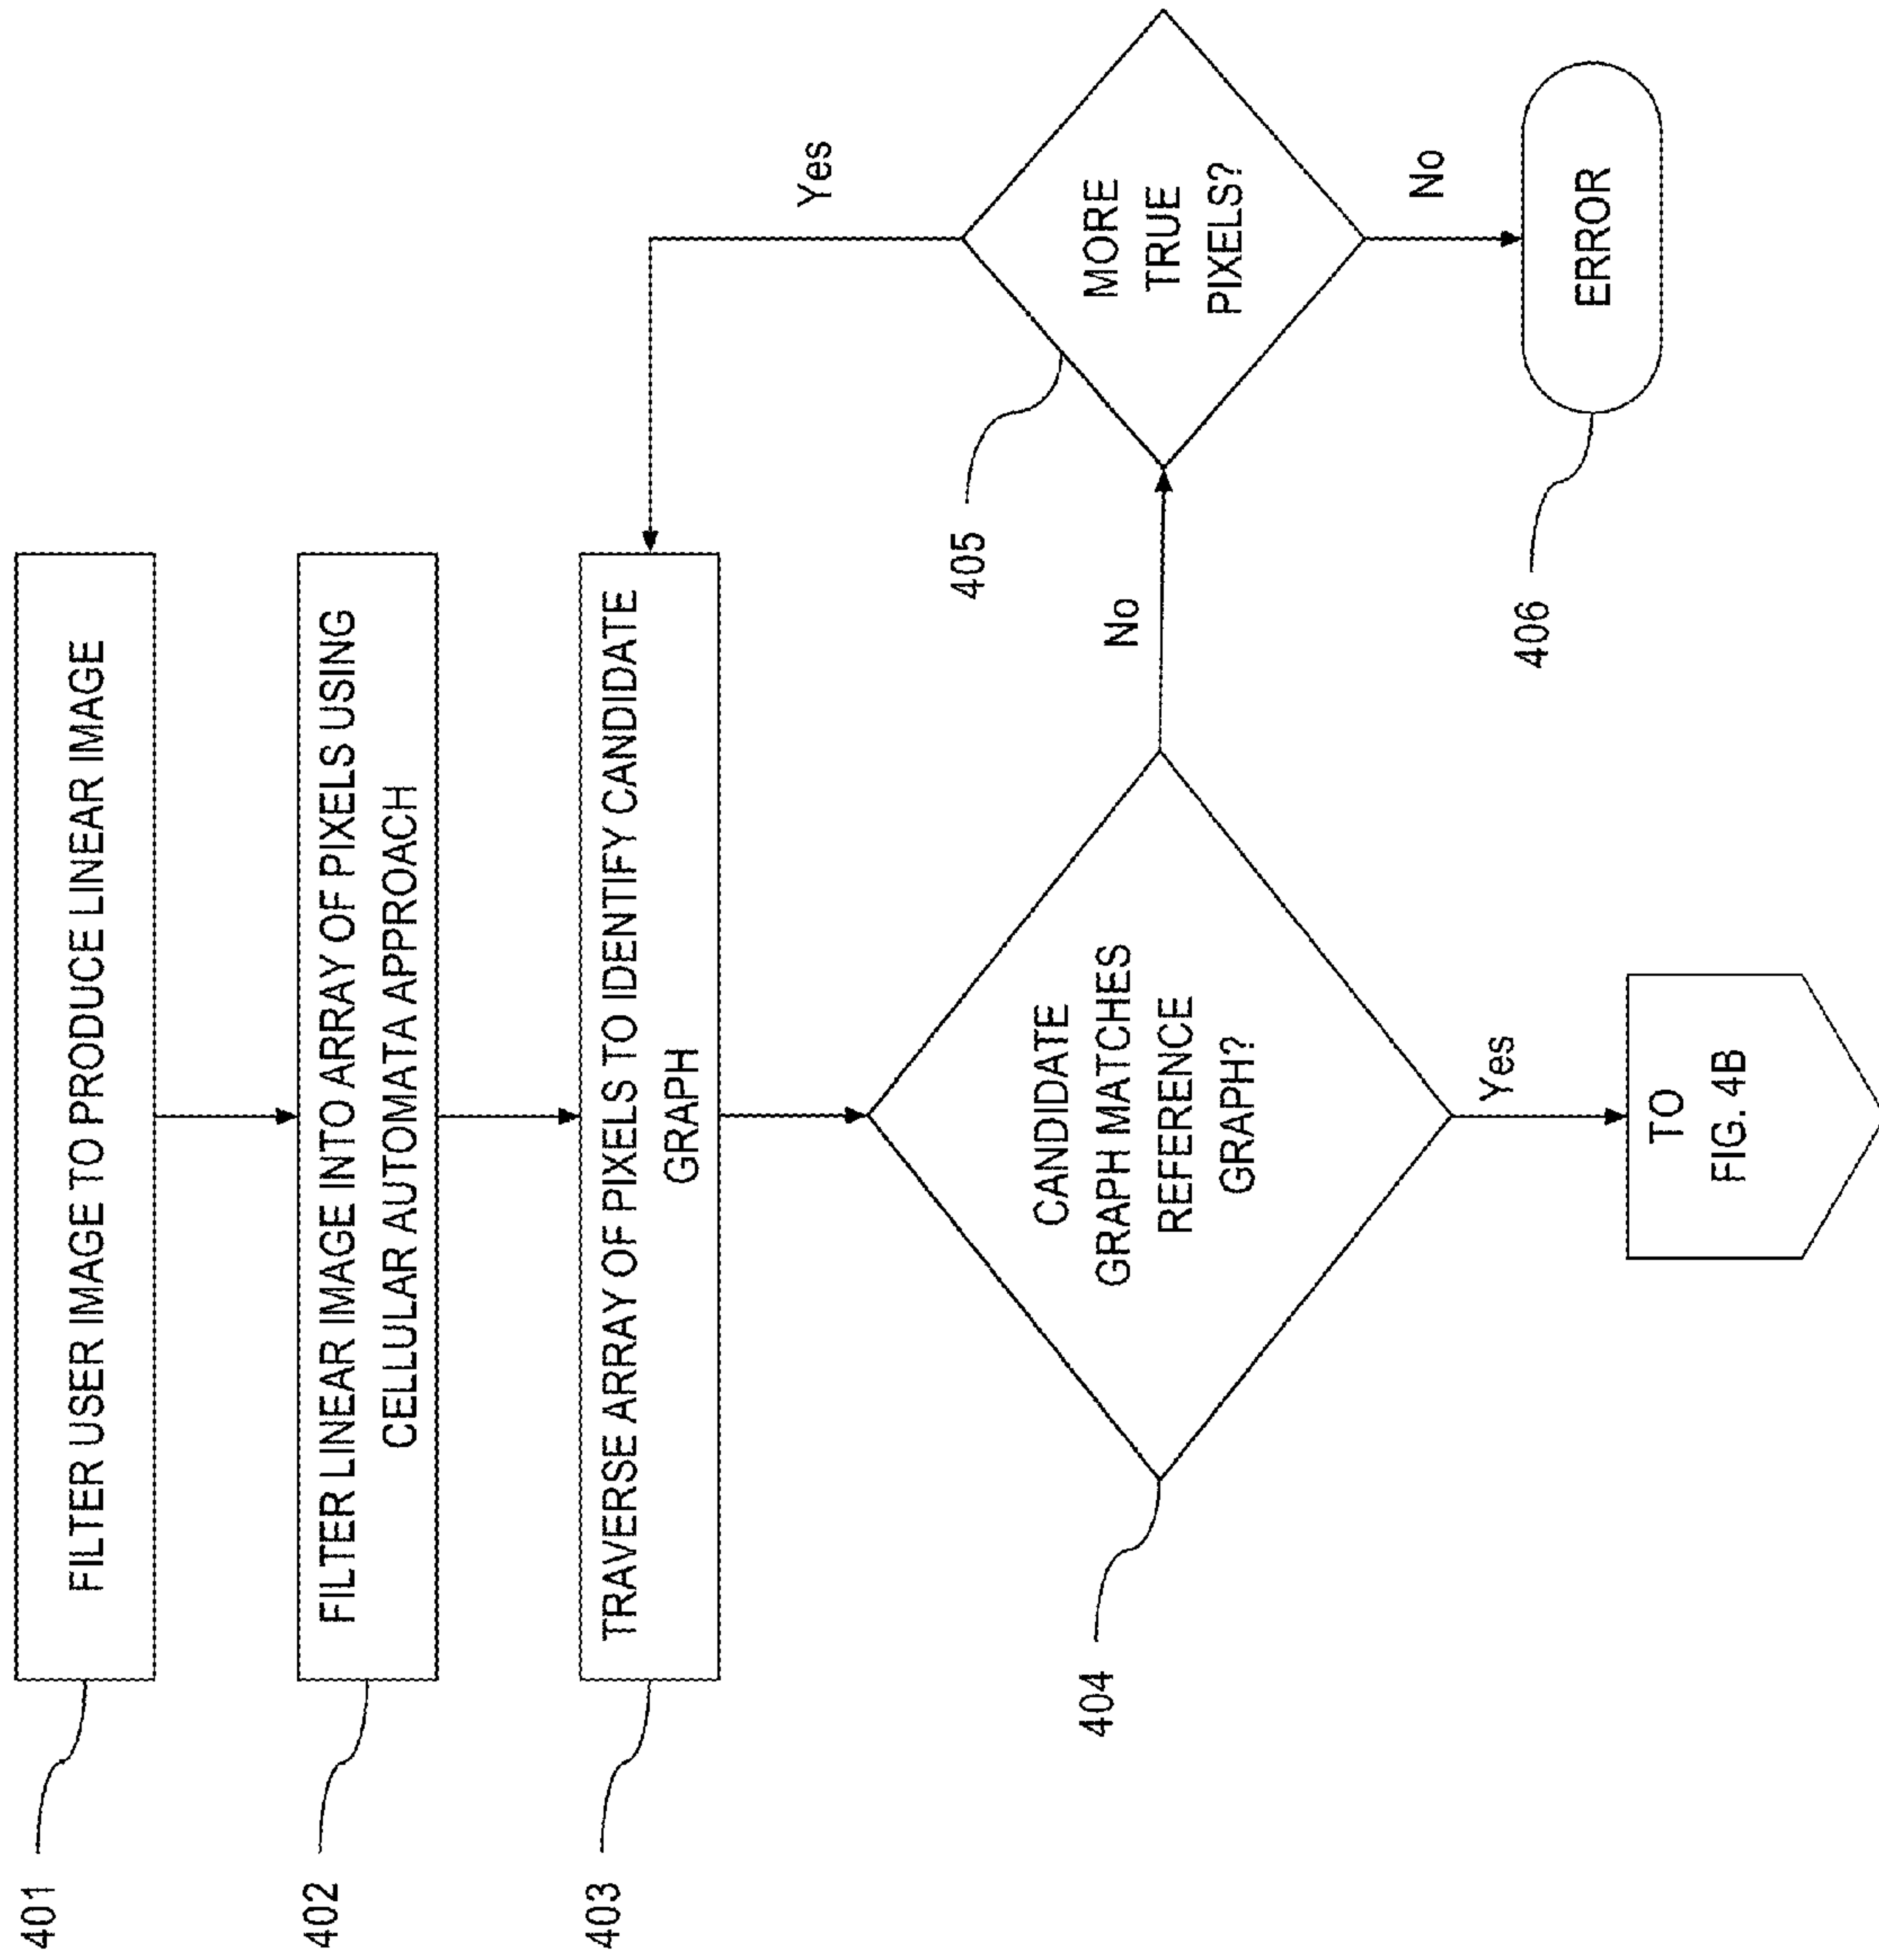 401
FILTER USER IMAGE TO PRODUCE LINEAR IMAGE
402
FILTER LINEAR IMAGE INTO ARRAY OF PIXELS USING
CELLULAR AUTOMATA APPROACH
403
TRAVERSE ARRAY OF PIXELS TO IDENTIFY CANDIDATE
GRAPH
404
CANDIDATE
GRAPH MATCHES
REFERENCE
GRAPH?
No
Yes
405
MORE
TRUE
PIXELS?
Yes
No
406
ERROR
TO
FIG. 4B